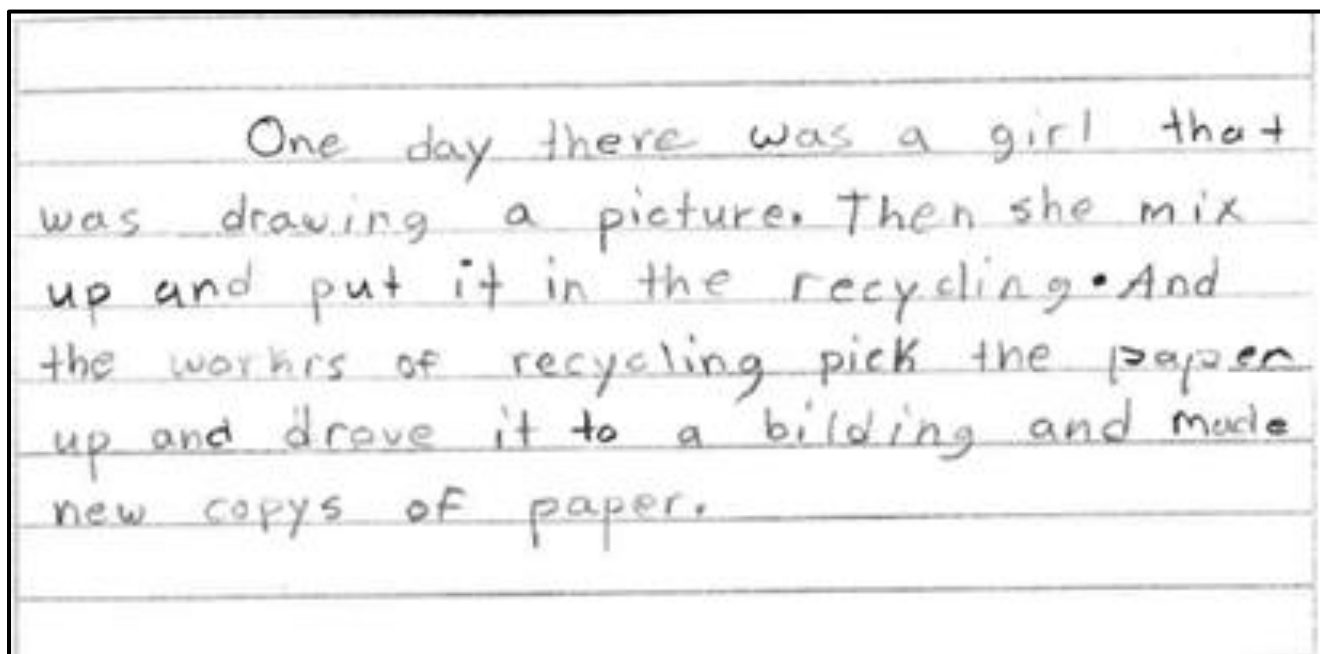 One day there was a girl that
was drawing a picture. Then she mix
up and put it in the recycling. And
the workrs of recycling pick the paper
up and drove it to a bilding and made
new copys of paper.